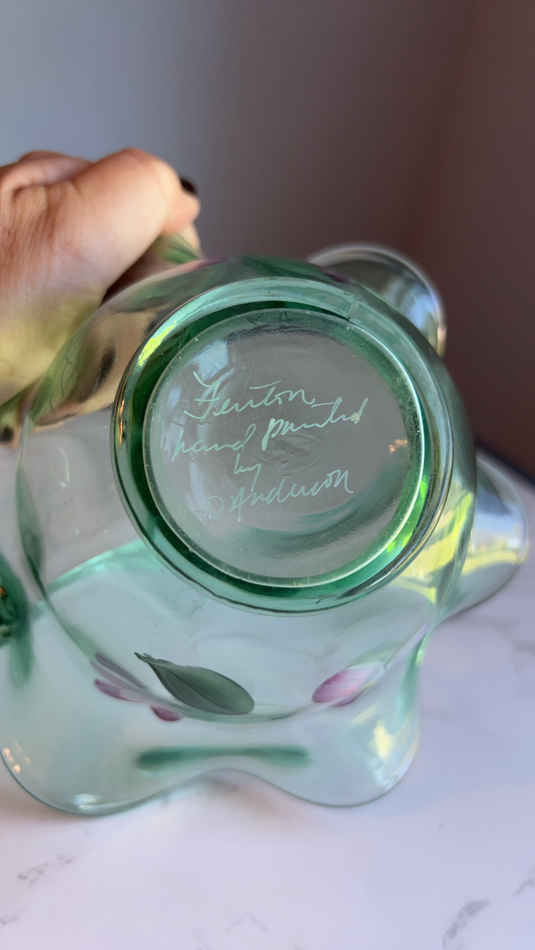 Fenton
hand painted
by
D Anderson